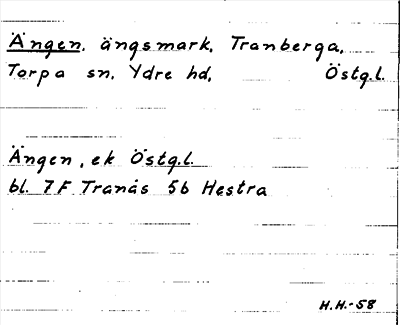 Ängen, ängsmark, Tranberga,
Torpa sn, Ydre hd, Östg.l.
Ängen, ek Östg.l.
bl. 7F Tranås 5b Hestra
H.H.-58